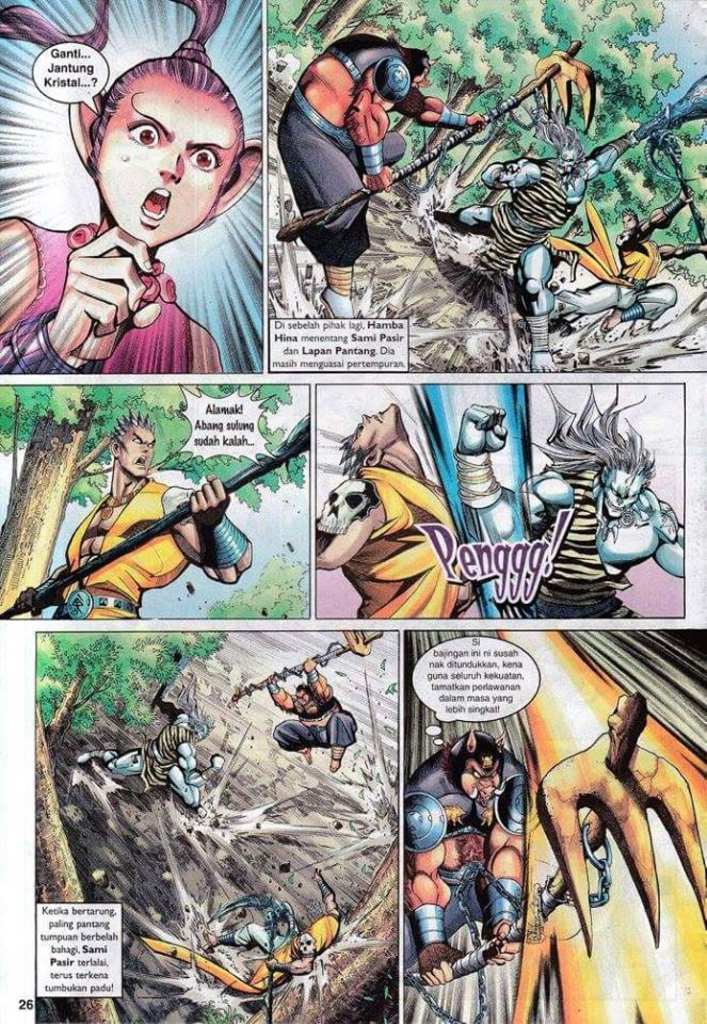 Ganti...
Jantung
Kristal...?
Di sebelah pihak lagi, Hamba
Hina menentang Sami Pasir
dan Lapan Pantang. Dia
masih menguasai pertempuran.
Alamak!
Abang sulung
sudah kalah...
Penggg!
Ketika bertarung,
paling pantang
tumpuan berbelah
bahagi, Sami
Pasir terlalai,
terus terkena
tumbukan padu!
Si
bajingan ini ni susah
nak ditundukkan, kena
guna seluruh kekuatan,
tamatkan perlawanan
dalam masa yang
lebih singkat!
26